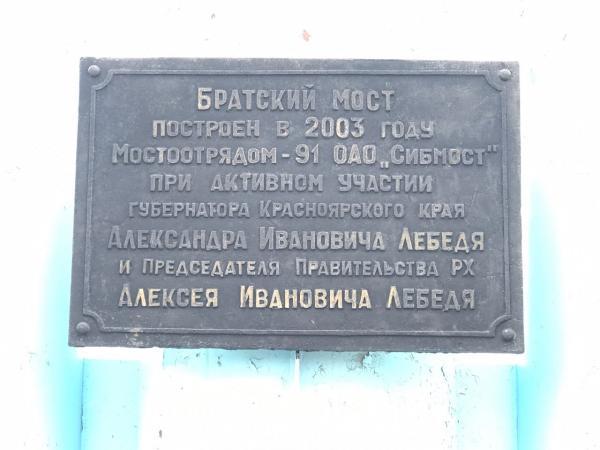 Братский мост
построен в 2003 году
Мостоотрядом-91 ОАО „Сибмост"
при активном участии
губернатора Красноярского края
Александра Ивановича Лебедя
и Председателя Правительства РХ
Алексея Ивановича Лебедя